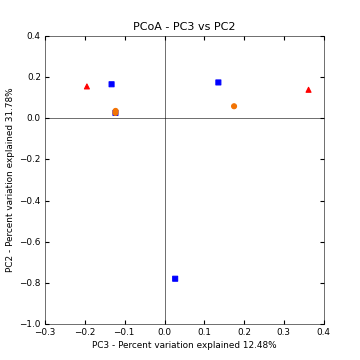 PCoA - PC3 vs PC2
0.4
0.2
0.0
−0.2
−0.4
−0.6
−0.8
−1.0
PC2 - Percent variation explained 31.78%
−0.3 −0.2 −0.1 0.0 0.1 0.2 0.3 0.4
PC3 - Percent variation explained 12.48%